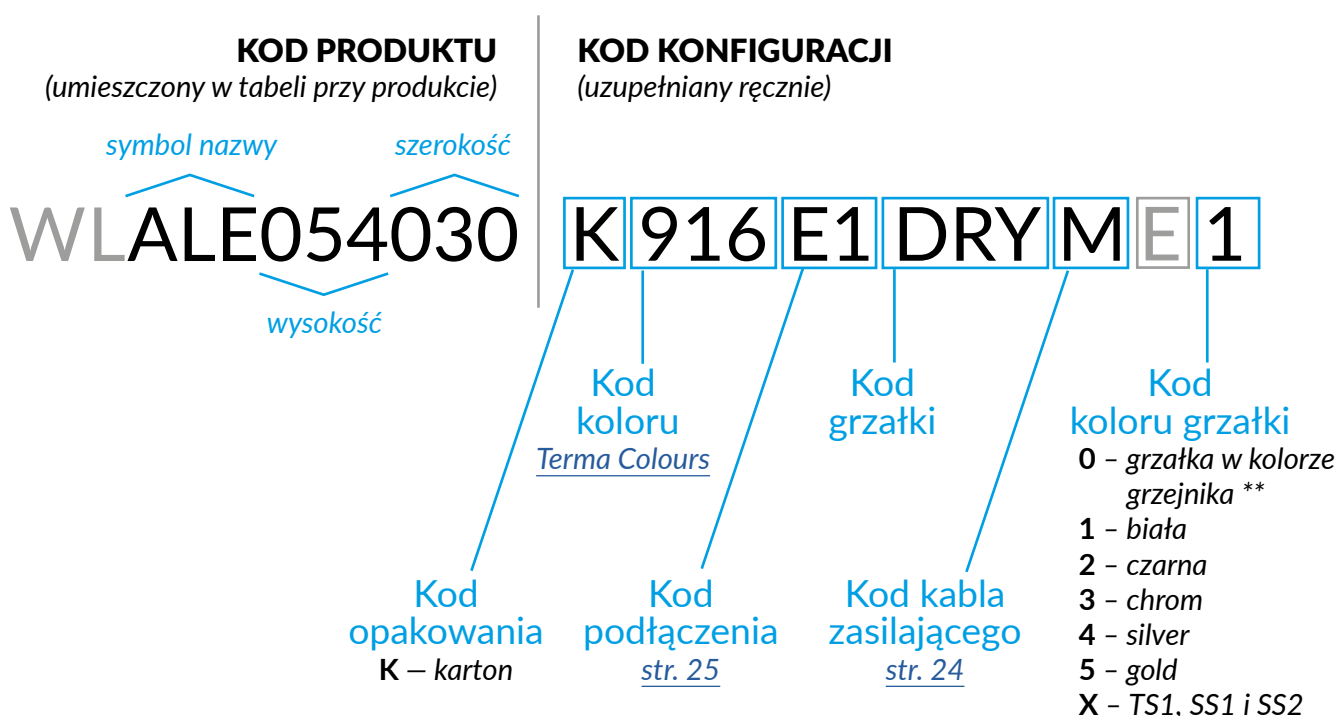 KOD PRODUKTU
(umieszczony w tabeli przy produkcie)
KOD KONFIGURACJI
(uzupełniany ręcznie)
symbol nazwy
szerokość
WLALE054030
K 916 E1 DRY M E 1
wysokość
Kod
koloru
Terma Colours
Kod
grzałki
Kod
koloru grzałki
0 – grzałka w kolorze
grzejnika **
1 – biała
2 – czarna
3 – chrom
4 – silver
5 – gold
X – TS1, SS1 i SS2
Kod
opakowania
K — karton
Kod
podłączenia
str. 25
Kod kabla
zasilającego
str. 24